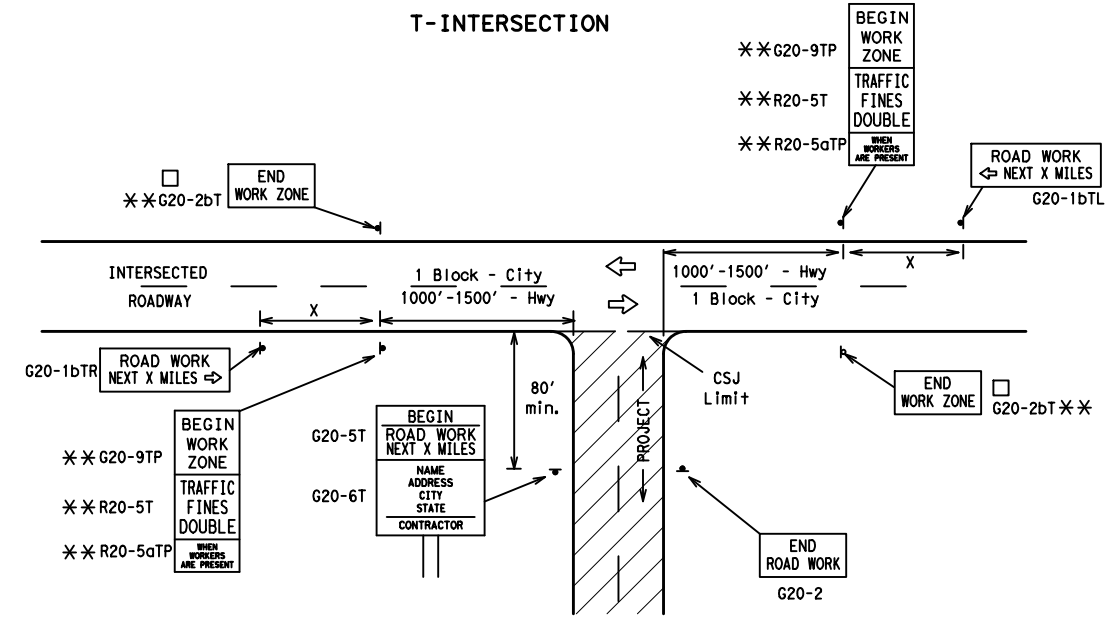 T-INTERSECTION
BEGIN
WORK
ZONE
TRAFFIC
FINES
DOUBLE
WHEN
WORKERS
ARE PRESENT
**G20-9TP
**R20-5T
**R20-5aTP
ROAD WORK
⇦ NEXT X MILES
G20-1bTL
END
WORK ZONE
□
**G20-2bT
INTERSECTED
ROADWAY
1 Block - City
1000'-1500' - Hwy
1000'-1500' - Hwy
1 Block - City
X
X
G20-1bTR
ROAD WORK
NEXT X MILES ⇨
80'
min.
CSJ
Limit
PROJECT
END
WORK ZONE
□
G20-2bT**
BEGIN
WORK
ZONE
TRAFFIC
FINES
DOUBLE
WHEN
WORKERS
ARE PRESENT
**G20-9TP
**R20-5T
**R20-5aTP
G20-5T
G20-6T
BEGIN
ROAD WORK
NEXT X MILES
NAME
ADDRESS
CITY
STATE
CONTRACTOR
END
ROAD WORK
G20-2